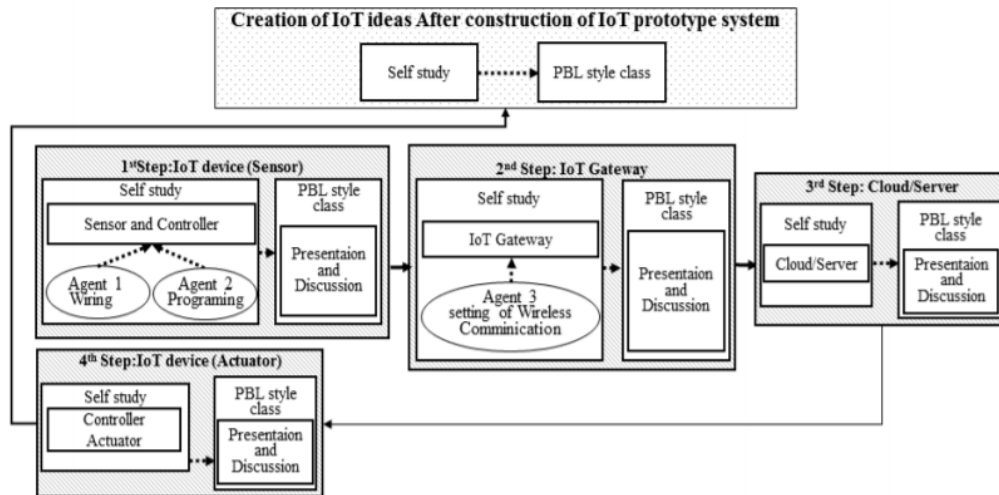 Creation of IoT ideas After construction of IoT prototype system
Self study
PBL style class
1stStep:IoT device (Sensor)
Self study
Sensor and Controller
Agent 1
Wiring
Agent 2
Programing
PBL style
class
Presentaion
and
Discussion
2nd Step: IoT Gateway
Self study
IoT Gateway
Agent 3
setting of Wireless
Comminication
PBL style
class
Presentaion
and
Discussion
3rd Step: Cloud/Server
Self study
Cloud/Server
PBL style
class
Presentaion
and
Discussion
4th Step:IoT device (Actuator)
Self study
Controller
Actuator
PBL style
class
Presentaion
and
Discussion